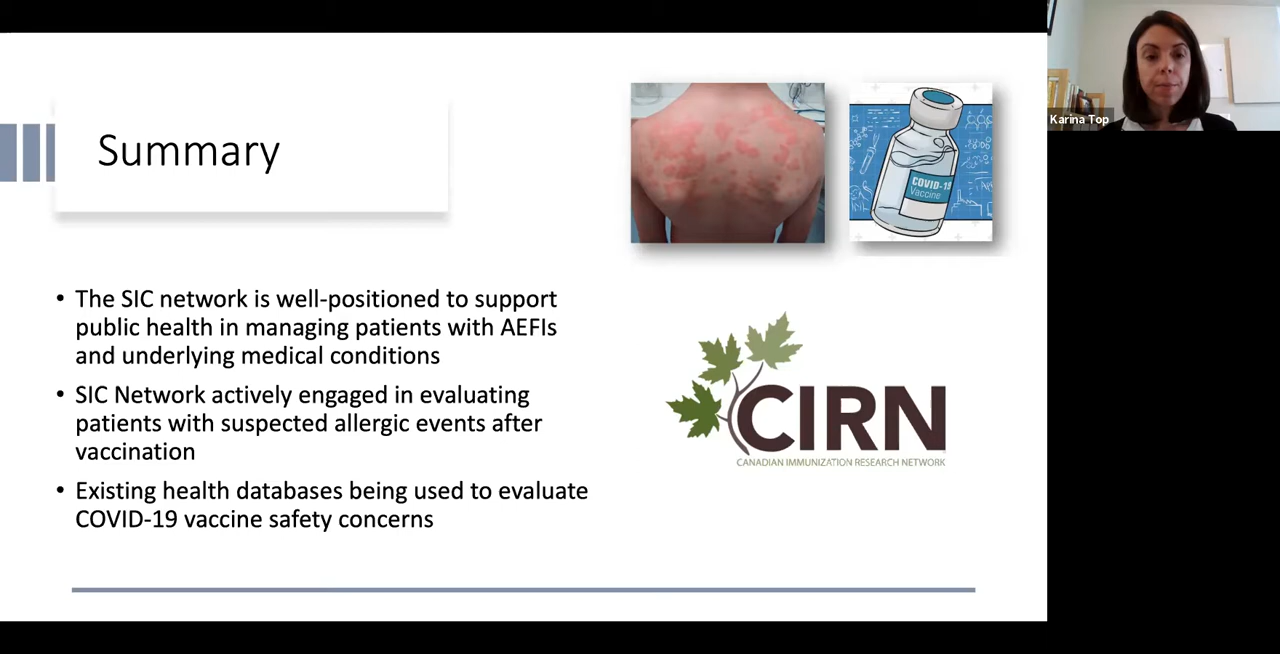 Summary
COVID-19
Vaccine
Karina Top
• The SIC network is well-positioned to support
public health in managing patients with AEFIs
and underlying medical conditions
• SIC Network actively engaged in evaluating
patients with suspected allergic events after
vaccination
• Existing health databases being used to evaluate
COVID-19 vaccine safety concerns
CIRN
CANADIAN IMMUNIZATION RESEARCH NETWORK